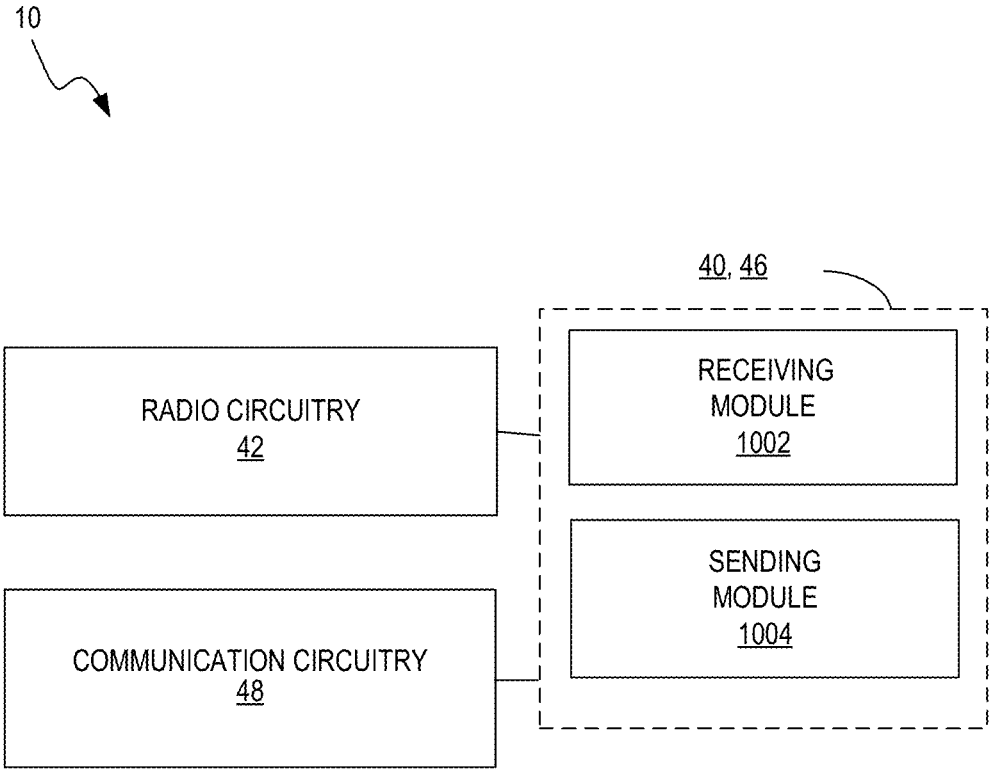 10
40, 46
RADIO CIRCUITRY
42
RECEIVING
MODULE
1002
SENDING
MODULE
1004
COMMUNICATION CIRCUITRY
48